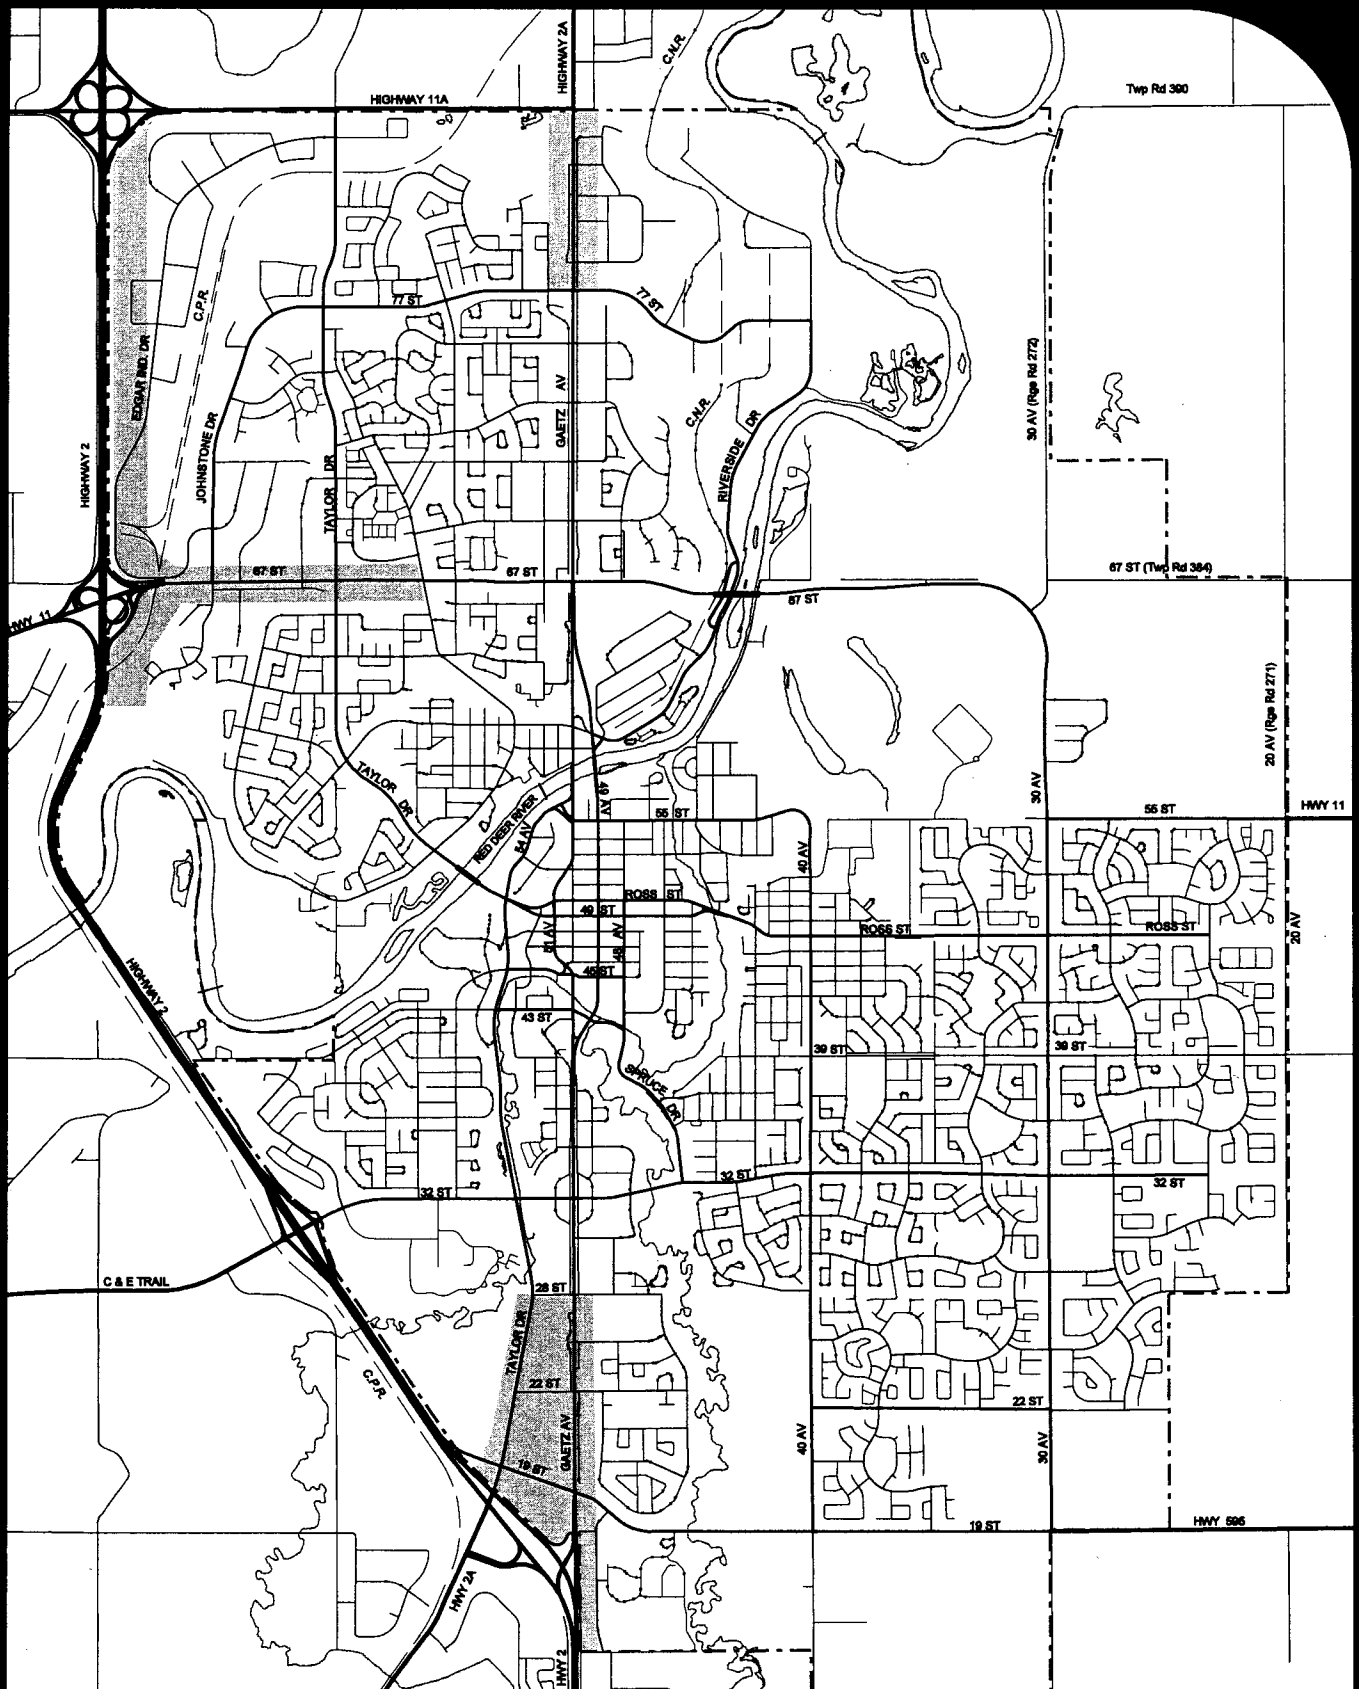 HIGHWAY 2A
C.N.R.
Twp Rd 390
HIGHWAY 11A
C.P.R.
77 ST
77 ST
EDGAR IND. DR
30 AV (Rge Rd 272)
GAETZ AV
C.N.R.
RIVERSIDE DR
JOHNSTONE DR
HIGHWAY 2
TAYLOR DR
67 ST
67 ST
67 ST (Twp Rd 384)
HWY 11
67 ST
20 AV (Rge Rd 271)
TAYLOR DR
49 AV
30 AV
RED DEER RIVER
54 AV
55 ST
55 ST
HWY 11
40 AV
ROSS ST
49 ST
ROSS ST
ROSS ST
20 AV
51 AV
48 AV
45 ST
HIGHWAY 2
43 ST
39 ST
39 ST
SPRUCE DR
32 ST
32 ST
32 ST
C & E TRAIL
28 ST
TAYLOR DR
C.P.R.
22 ST
22 ST
GAETZ AV
40 AV
30 AV
19 ST
19 ST
HWY 595
HWY 2A
HWY 2